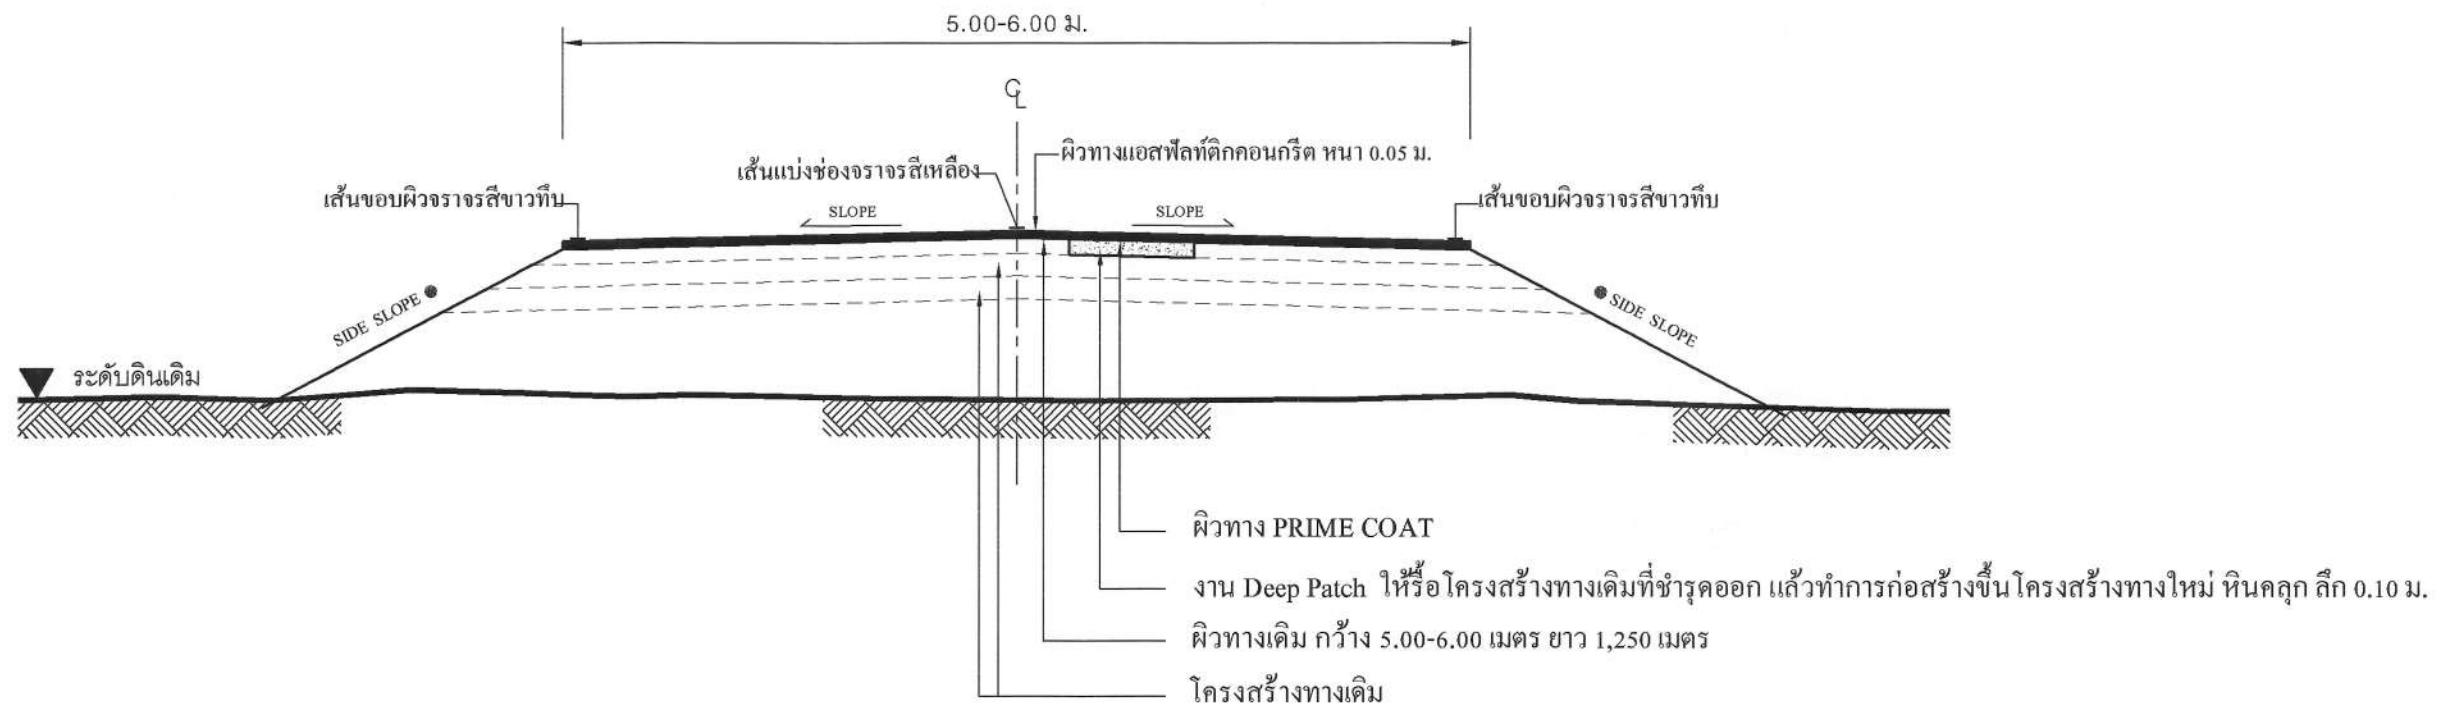 5.00-6.00 ม.
CL
ผิวทางแอสฟัลท์ติกคอนกรีต หนา 0.05 ม.
เส้นแบ่งช่องจราจรสีเหลือง
เส้นขอบผิวจราจรสีขาวทึบ
เส้นขอบผิวจราจรสีขาวทึบ
SLOPE
SLOPE
SIDE SLOPE
SIDE SLOPE
ระดับดินเดิม
ผิวทาง PRIME COAT
งาน Deep Patch ให้รื้อโครงสร้างทางเดิมที่ชำรุดออก แล้วทำการก่อสร้างขึ้นโครงสร้างทางใหม่ หินคลุก ลึก 0.10 ม.
ผิวทางเดิม กว้าง 5.00-6.00 เมตร ยาว 1,250 เมตร
โครงสร้างทางเดิม